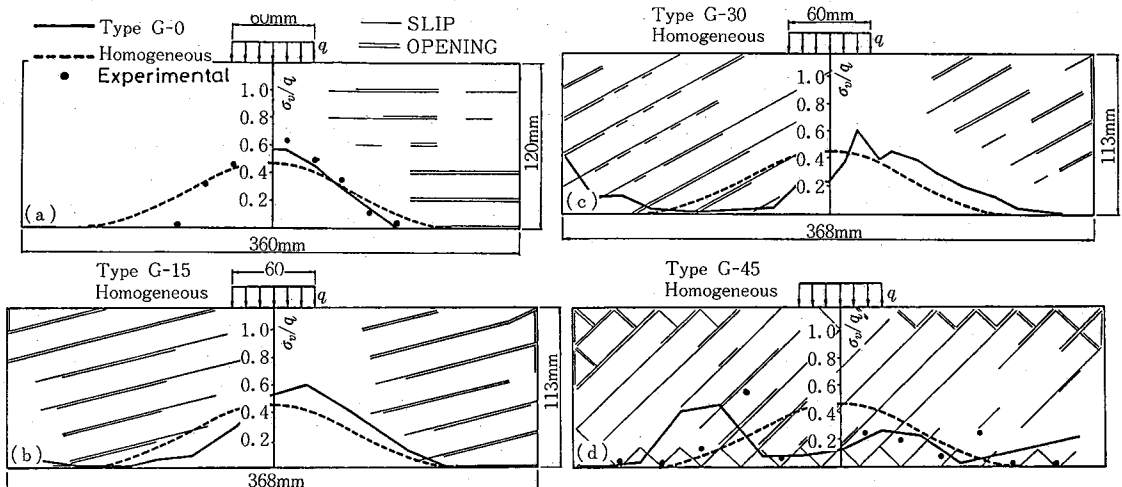 Type G-0
Homogeneous
Experimental
60mm
q
SLIP
OPENING
σv/q
1.0
0.8
0.6
0.4
0.2
120mm
(a)
360mm
Type G-30
Homogeneous
60mm
q
σv/q
1.0
0.8
0.6
0.4
0.2
113mm
(c)
368mm
Type G-15
Homogeneous
60
q
σv/q
1.0
0.8
0.6
0.4
0.2
113mm
(b)
368mm
Type G-45
Homogeneous
q
σv/q
1.0
0.8
0.6
0.4
0.2
(d)